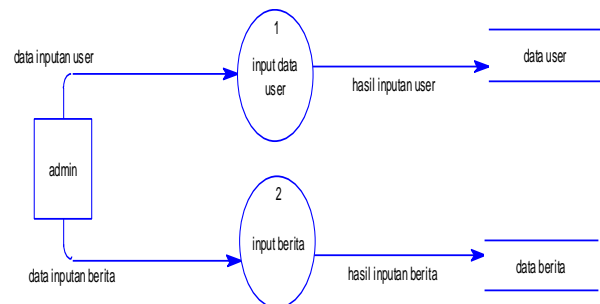 data inputan user
1
input data
user
hasil inputan user
data user
admin
2
input berita
data inputan berita
hasil inputan berita
data berita